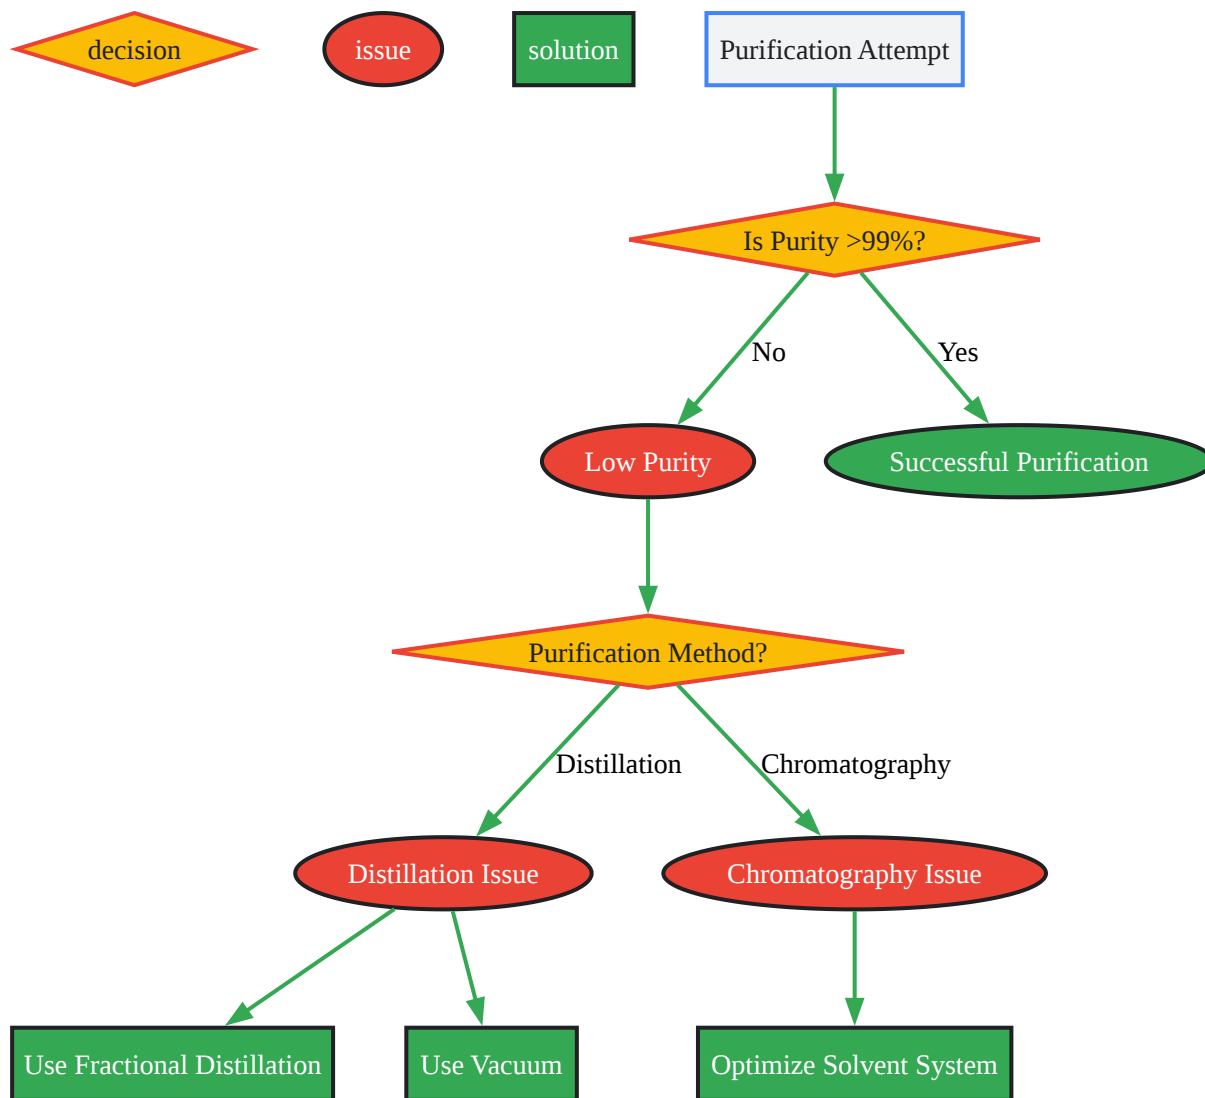 decision
issue
solution
Purification Attempt
Is Purity >99%?
No
Yes
Low Purity
Successful Purification
Purification Method?
Distillation
Chromatography
Distillation Issue
Chromatography Issue
Use Fractional Distillation
Use Vacuum
Optimize Solvent System